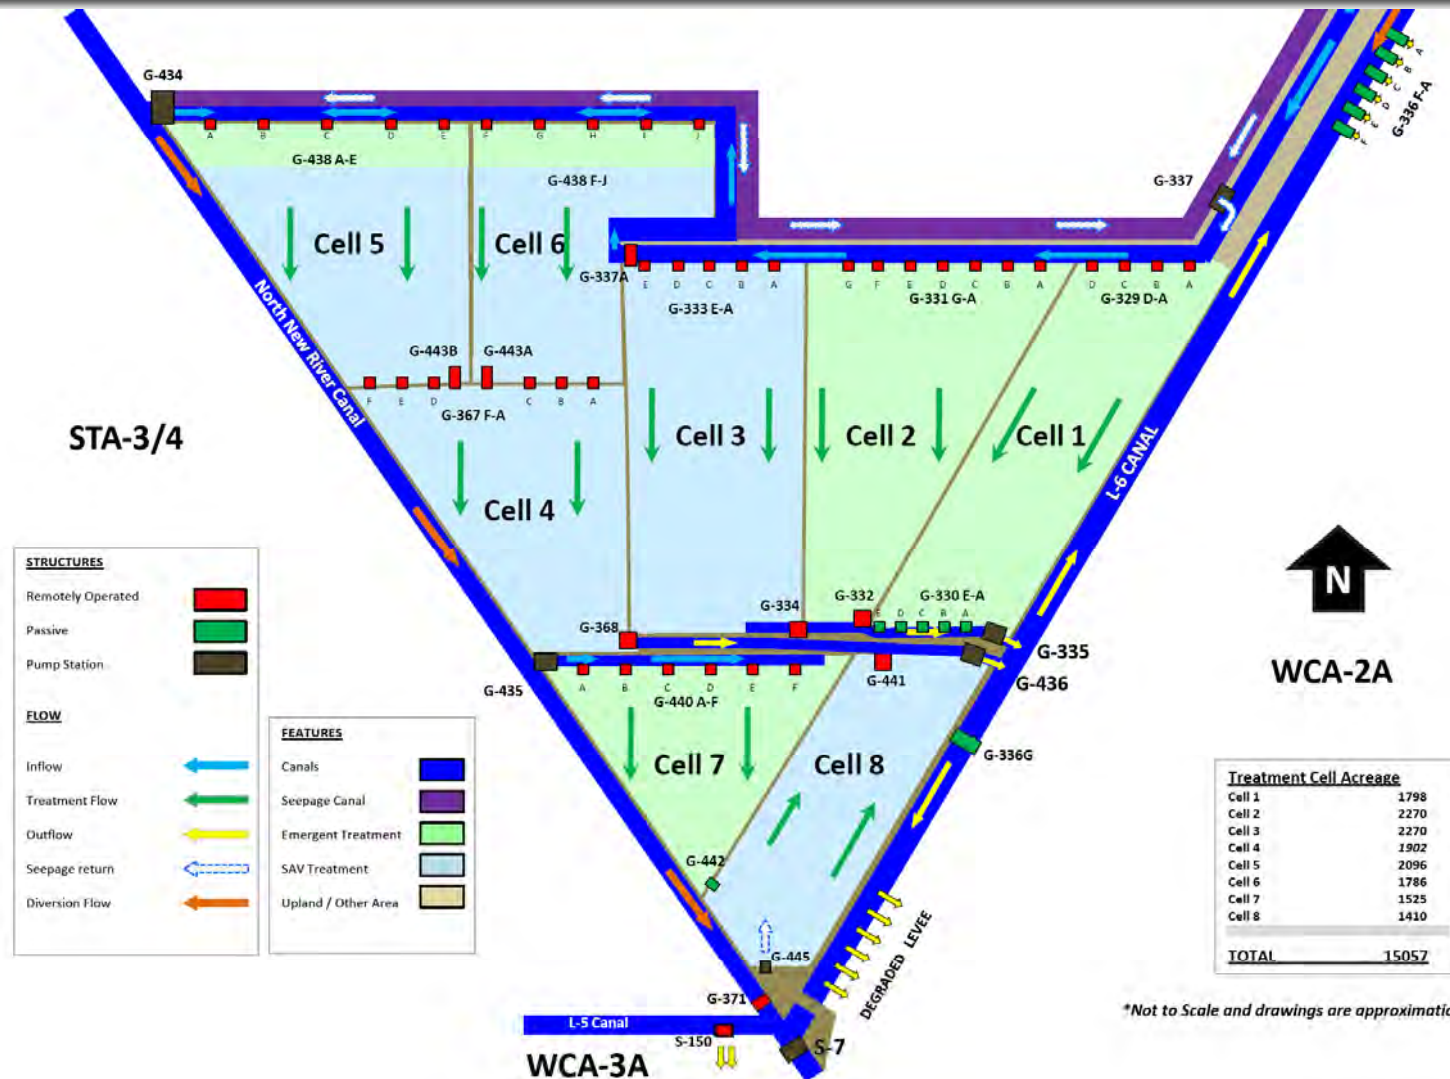 G-434
A
B
C
D
E
F
G
H
J
G-438 A-E
G-438 F-J
Cell 5
Cell 6
G-337
G-336 F-A
A
B
C
D
E
F
G-337A
E
D
C
B
A
G-333 E-A
G
F
E
D
C
B
A
G-331 G-A
D
C
B
A
G-329 D-A
North New River Canal
G-443B
G-443A
F
E
D
C
B
A
G-367 F-A
STA-3/4
Cell 3
Cell 2
Cell 1
L-6 CANAL
Cell 4
N
WCA-2A
G-368
G-334
G-332
G-330 E-A
E
D
C
B
A
G-335
G-436
G-435
A
B
C
D
E
F
G-440 A-F
G-441
Cell 7
Cell 8
G-336G
G-442
G-445
DEGRADED LEVEE
G-371
L-5 Canal
S-150
S-7
WCA-3A
STRUCTURES
Remotely Operated
Passive
Pump Station
FLOW
Inflow
Treatment Flow
Outflow
Seepage return
Diversion Flow
FEATURES
Canals
Seepage Canal
Emergent Treatment
SAV Treatment
Upland / Other Area
Treatment Cell Acreage
Cell 1 1798
Cell 2 2270
Cell 3 2270
Cell 4 1902
Cell 5 2096
Cell 6 1786
Cell 7 1525
Cell 8 1410
TOTAL 15057
*Not to Scale and drawings are approximatio